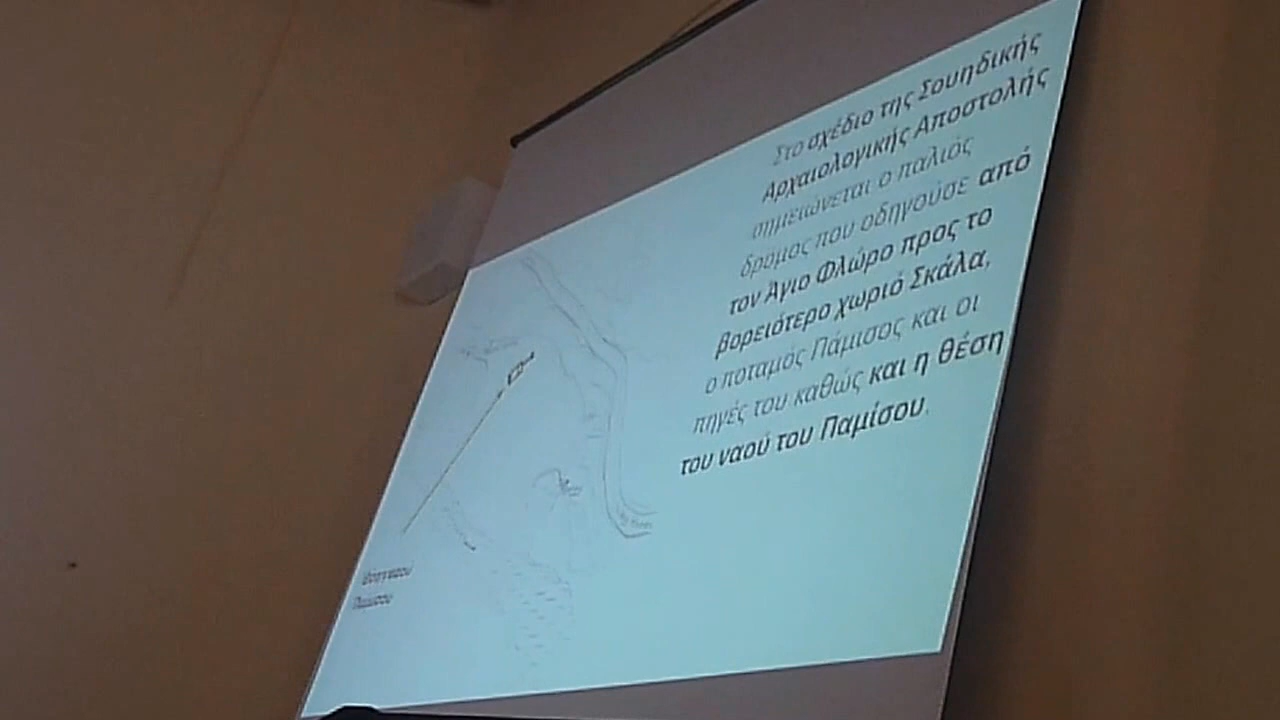 Στο σχέδιο της Σουηδικής
Αρχαιολογικής Αποστολής
σημειώνεται ο παλιός
δρόμος που οδηγούσε από
τον Άγιο Φλώρο προς το
βορειότερο χωριό Σκάλα,
ο ποταμός Πάμισος και οι
πηγές του καθώς και η θέση
του ναού του Παμίσου.
Παμίσου